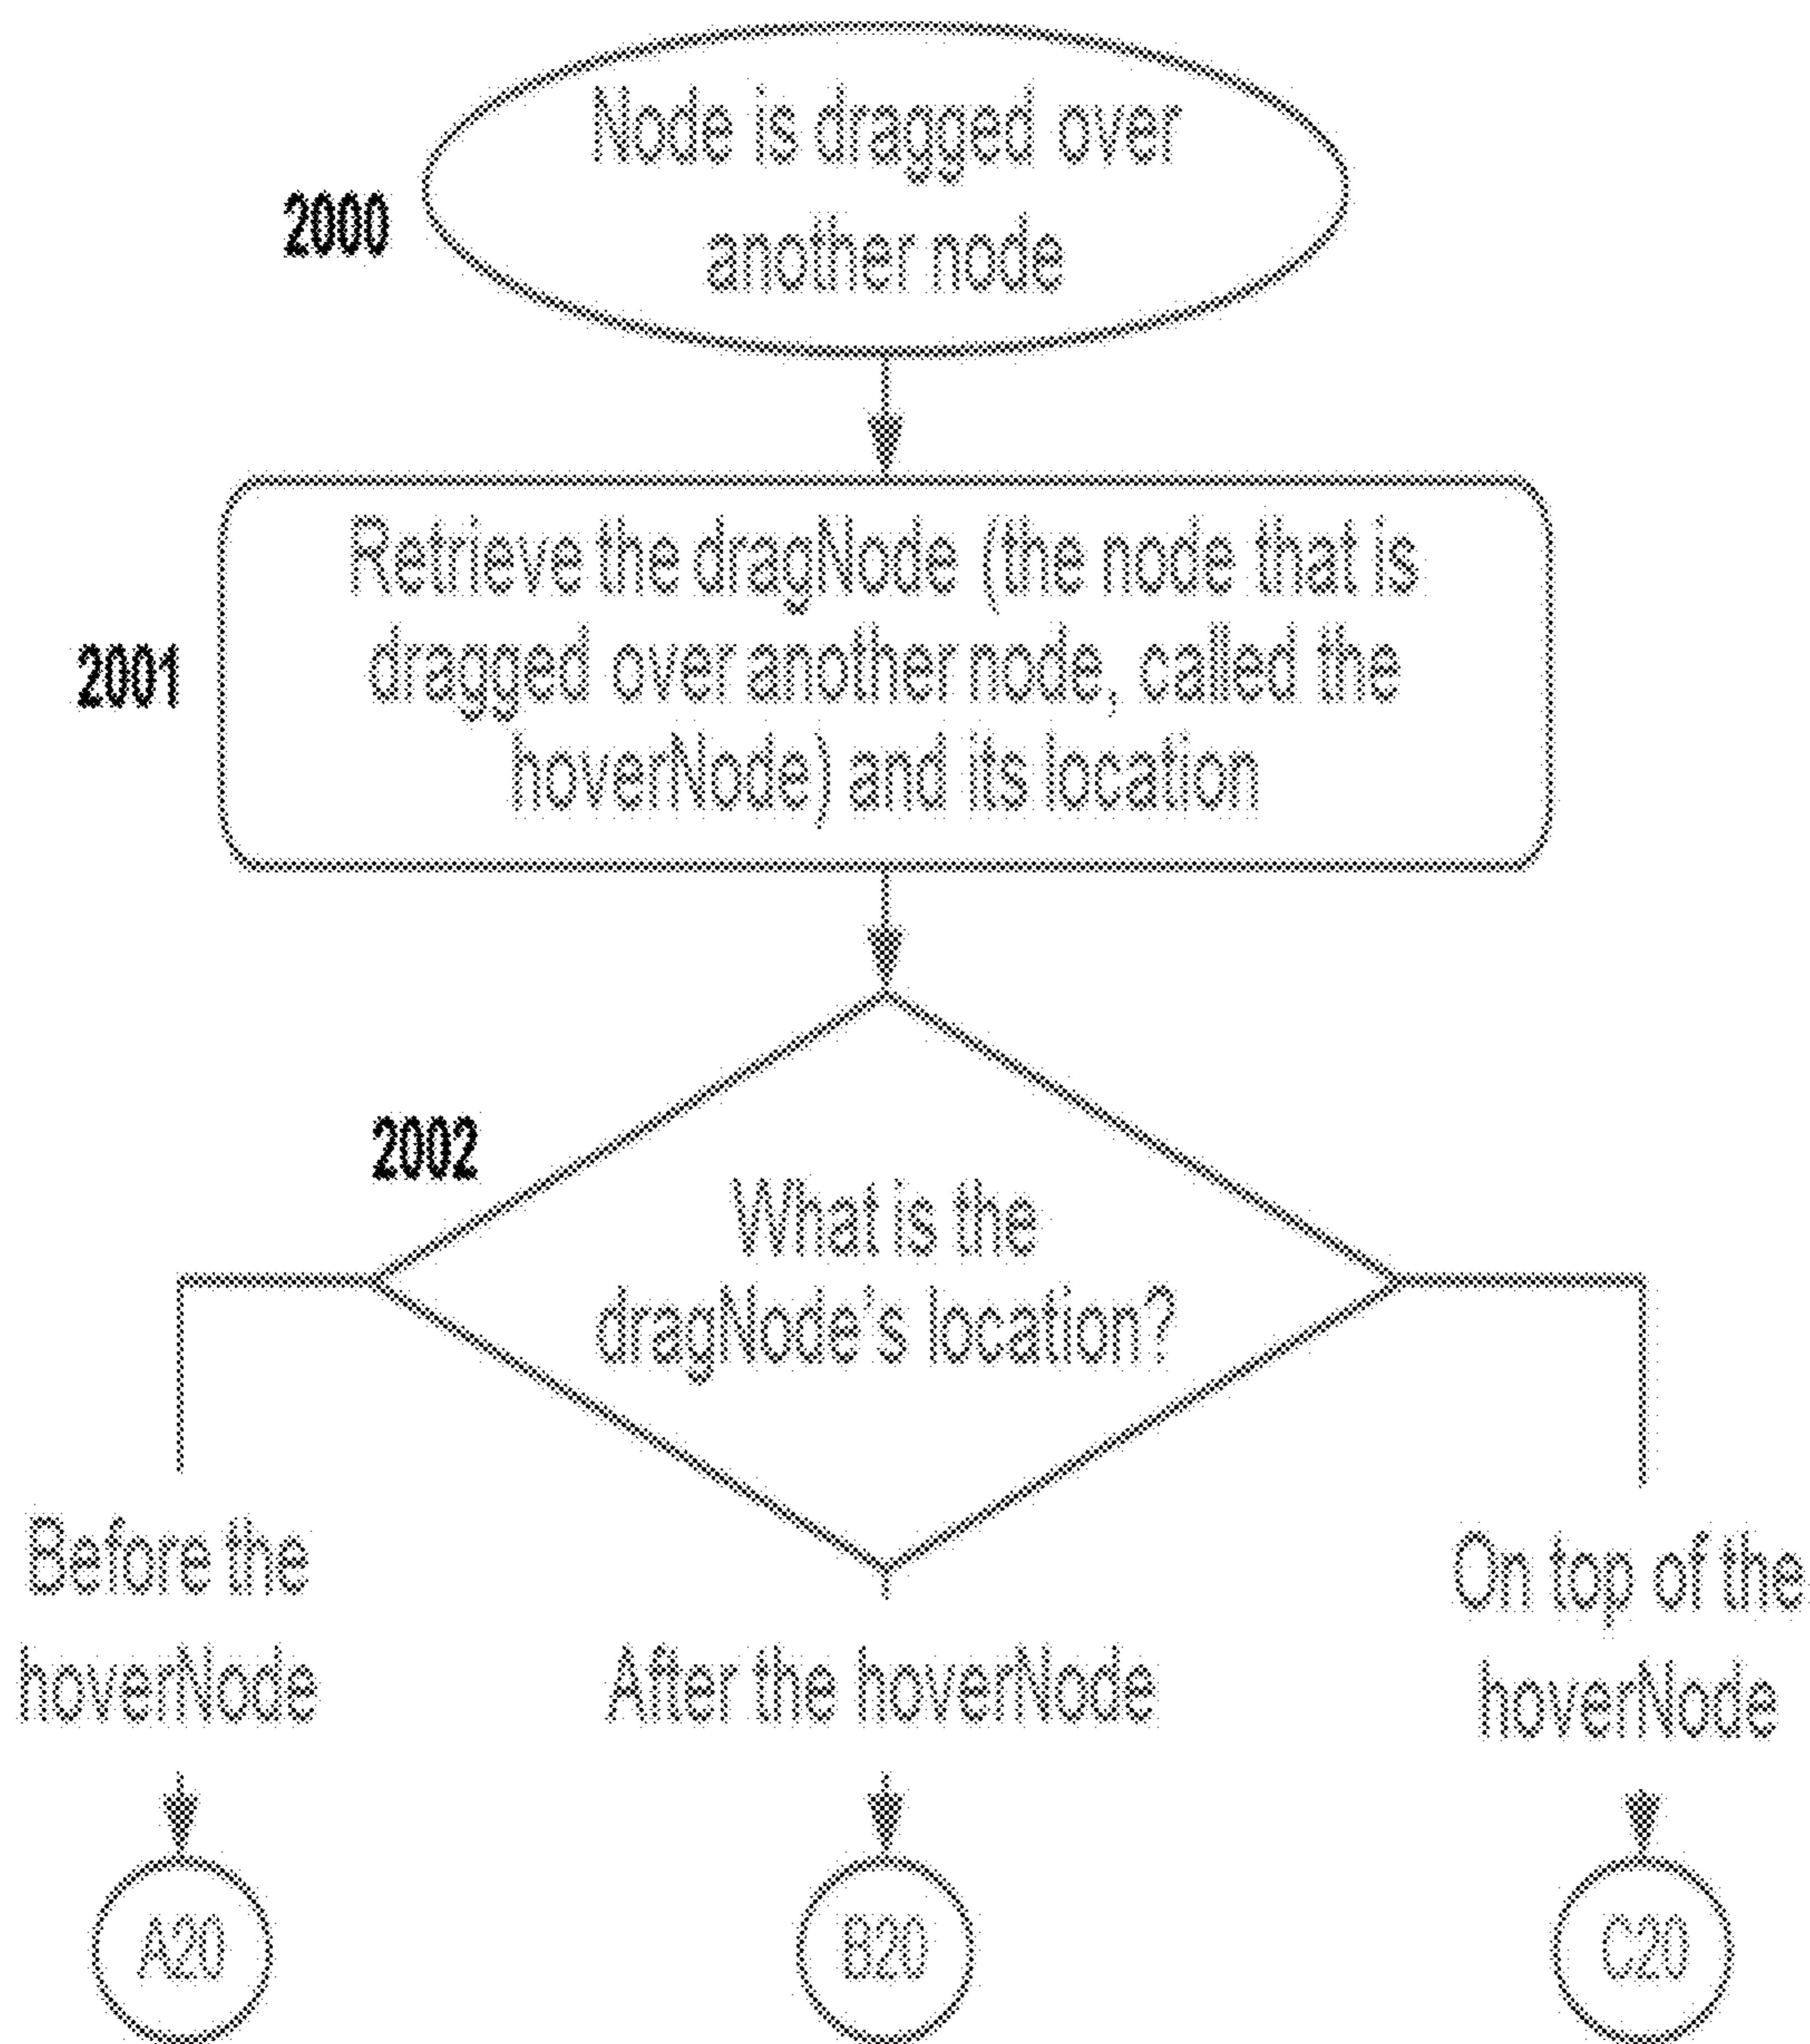 Node is dragged over
another node
2000
Retrieve the dragNode (the node that is
dragged over another node, called the
hoverNode) and its location
2001
2002
What is the
dragNode's location?
Before the
hoverNode
After the hoverNode
On top of the
hoverNode
A20
B20
C20